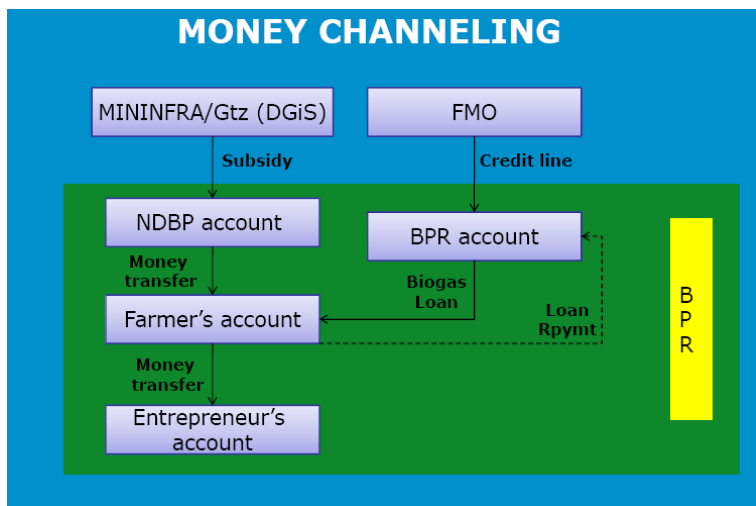 MONEY CHANNELING
MININFRA/Gtz (DGiS)
FMO
Subsidy
Credit line
NDBP account
BPR account
Money
transfer
Biogas
Loan
Farmer's account
Loan
Rpymt
Money
transfer
Entrepreneur's
account
B
P
R